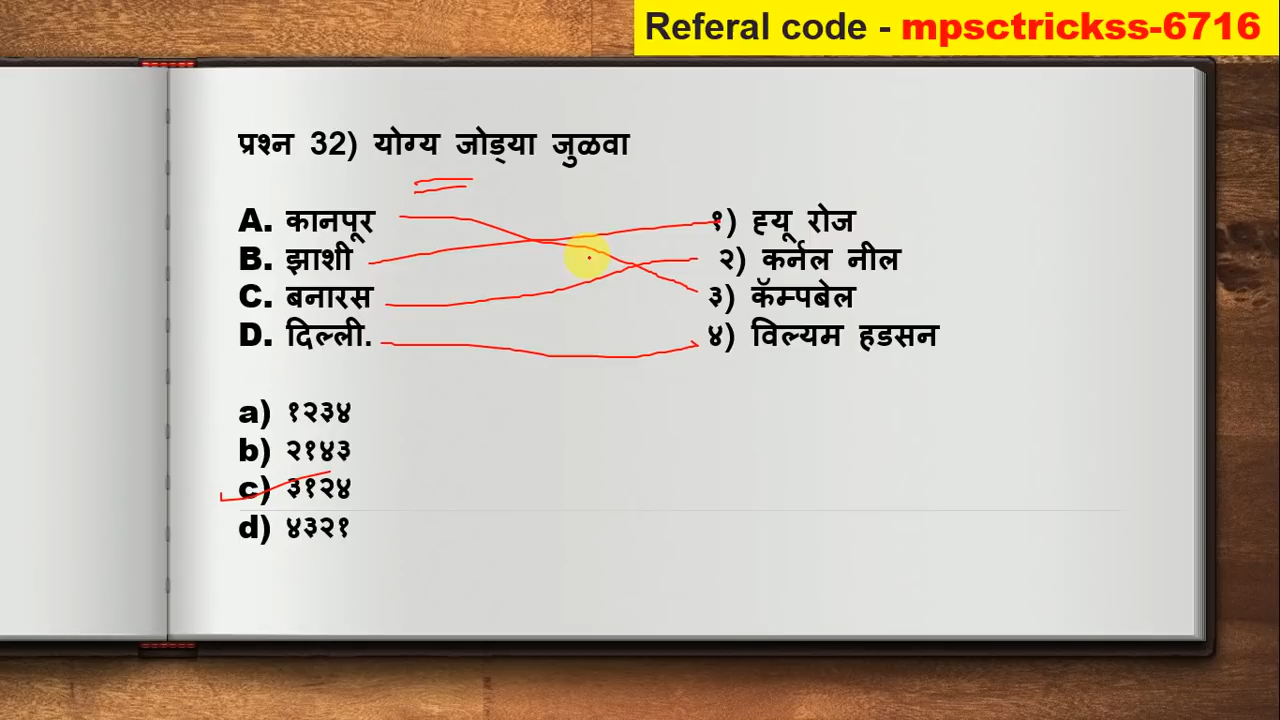 Referal code - mpsctrickss-6716
प्रश्न 32) योग्य जोड्या जुळवा
A. कानपूर १) ह्यू रोज
B. झाशी २) कर्नल नील
C. बनारस ३) कॅम्पबेल
D. दिल्ली. ४) विल्यम हडसन
a) १२३४
b) २१४३
c) ३१२४
d) ४३२१